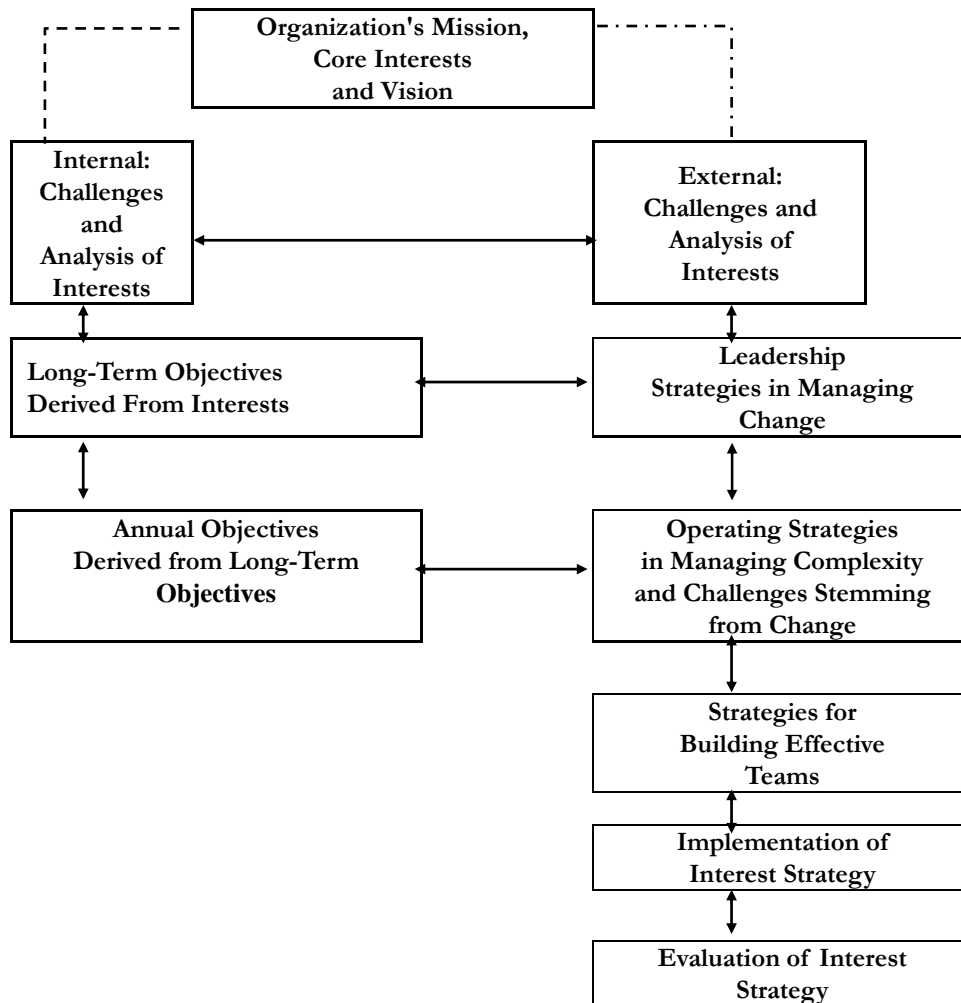 Organization's Mission,
Core Interests
and Vision
Internal:
Challenges
and
Analysis of
Interests
External:
Challenges and
Analysis of
Interests
Long-Term Objectives
Derived From Interests
Leadership
Strategies in Managing
Change
Annual Objectives
Derived from Long-Term
Objectives
Operating Strategies
in Managing Complexity
and Challenges Stemming
from Change
Strategies for
Building Effective
Teams
Implementation of
Interest Strategy
Evaluation of Interest
Strategy